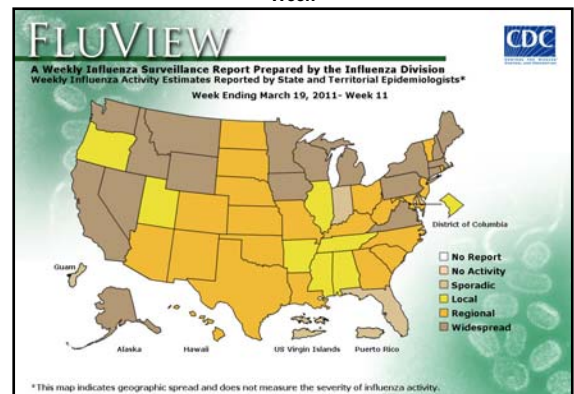 FLUVIEW
CDC
A Weekly Influenza Surveillance Report Prepared by the Influenza Division
Weekly Influenza Activity Estimates Reported by State and Territorial Epidemiologists*
Week Ending March 19, 2011- Week 11
District of Columbia
No Report
No Activity
Sporadic
Local
Regional
Widespread
Guam
Alaska
Hawaii
US Virgin Islands
Puerto Rico
*This map indicates geographic spread and does not measure the severity of influenza activity.